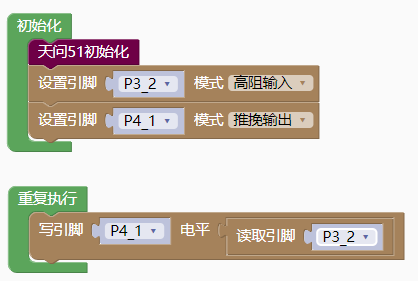 初始化
天问51初始化
设置引脚 P3_2 模式 高阻输入
设置引脚 P4_1 模式 推挽输出
重复执行
写引脚 P4_1 电平 读取引脚 P3_2